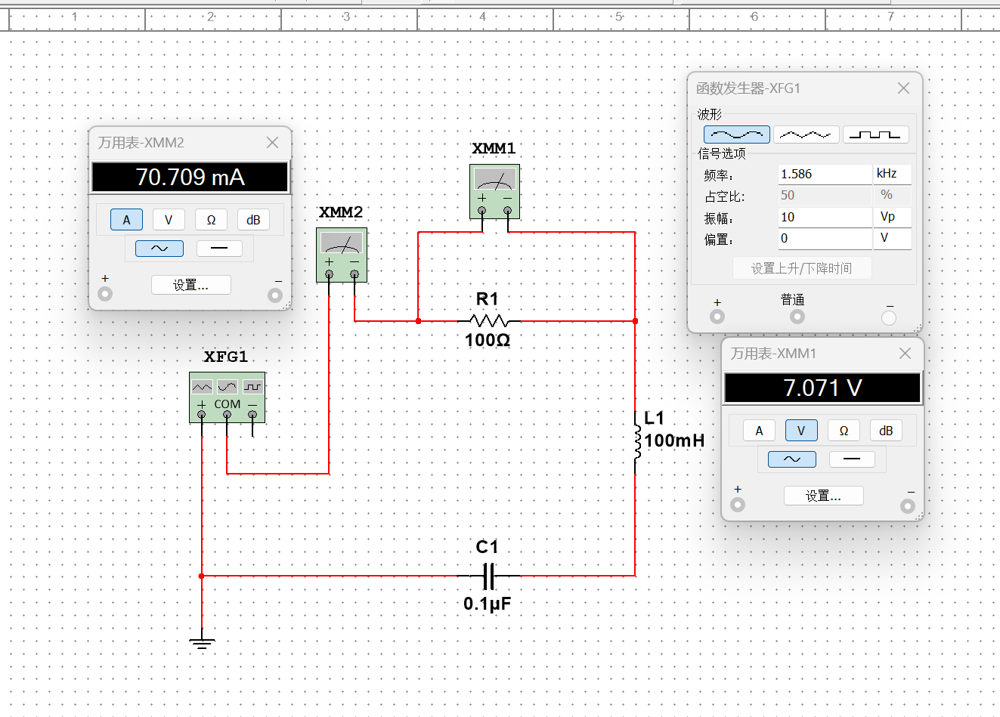 1 2 3 4 5 6 7
函数发生器-XFG1
波形
信号选项
频率: 1.586 kHz
占空比: 50 %
振幅: 10 Vp
偏置: 0 V
设置上升/下降时间
+ 普通 −
万用表-XMM2
70.709 mA
A V Ω dB
+ −
设置...
XMM1
+ −
XMM2
+ −
R1
100Ω
XFG1
+ COM −
万用表-XMM1
7.071 V
A V Ω dB
+ −
设置...
L1
100mH
C1
0.1µF